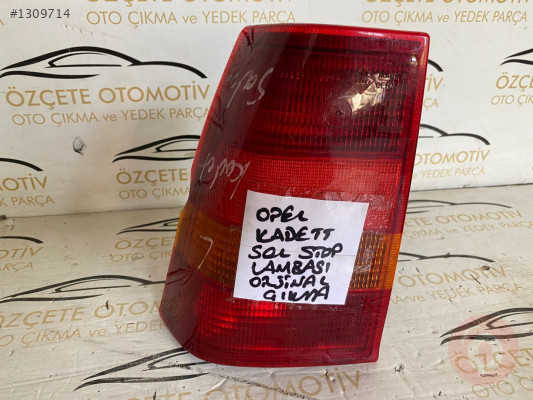 #1309714
ÖZÇETE OTOMOTİV
OTO ÇIKMA ve YEDEK PARÇA
OPEL
KADETT
SOL STOP
LAMBASI
ORJİNAL
ÇIKMA